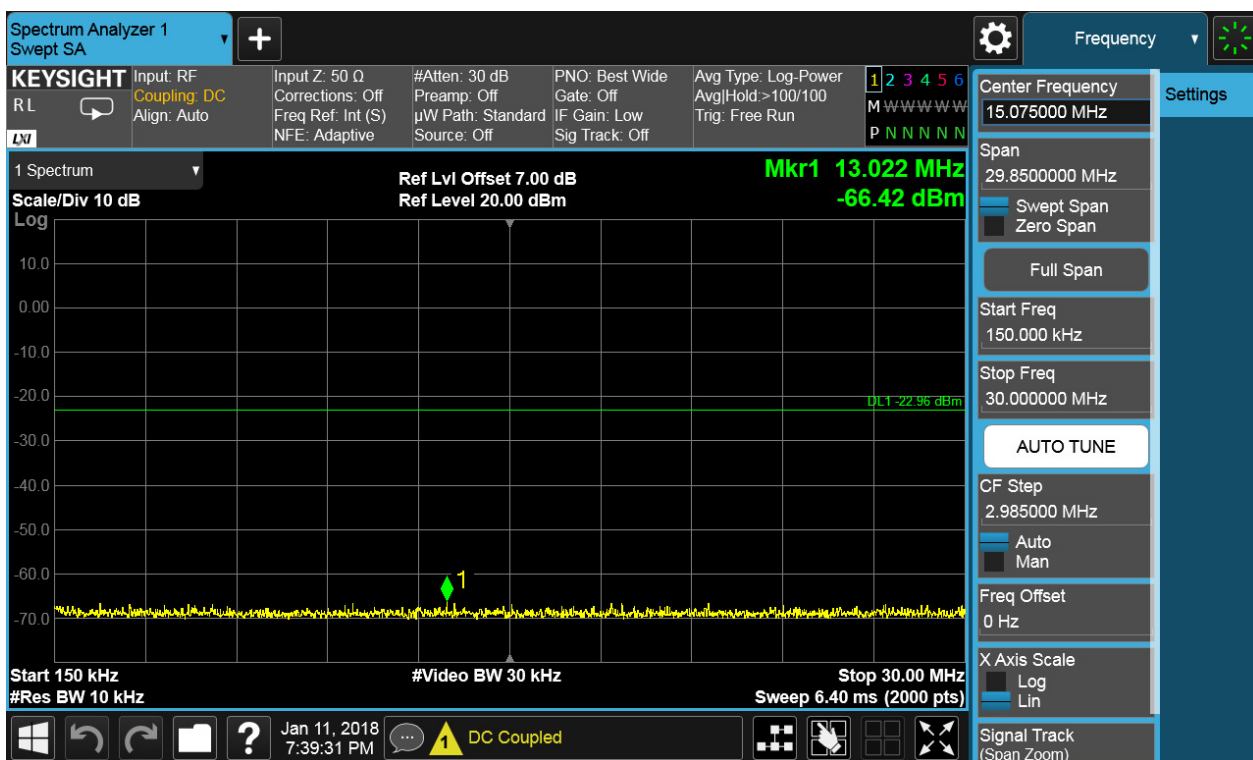 Spectrum Analyzer 1
Swept SA
Frequency
KEYSIGHT
RL
LXI
Input: RF
Coupling: DC
Align: Auto
Input Z: 50 Ω
Corrections: Off
Freq Ref: Int (S)
NFE: Adaptive
#Atten: 30 dB
Preamp: Off
µW Path: Standard
Source: Off
PNO: Best Wide
Gate: Off
IF Gain: Low
Sig Track: Off
Avg Type: Log-Power
Avg|Hold:>100/100
Trig: Free Run
1 2 3 4 5 6
M W W W W W
P N N N N N
1 Spectrum
Scale/Div 10 dB
Log
Ref Lvl Offset 7.00 dB
Ref Level 20.00 dBm
Mkr1 13.022 MHz
-66.42 dBm
10.0
0.00
-10.0
-20.0
DL1 -22.96 dBm
-30.0
-40.0
-50.0
-60.0
1
-70.0
Start 150 kHz
#Res BW 10 kHz
#Video BW 30 kHz
Stop 30.00 MHz
Sweep 6.40 ms (2000 pts)
?
Jan 11, 2018
7:39:31 PM
1
DC Coupled
Center Frequency
15.075000 MHz
Span
29.8500000 MHz
Swept Span
Zero Span
Full Span
Start Freq
150.000 kHz
Stop Freq
30.000000 MHz
AUTO TUNE
CF Step
2.985000 MHz
Auto
Man
Freq Offset
0 Hz
X Axis Scale
Log
Lin
Signal Track
(Span Zoom)
Settings